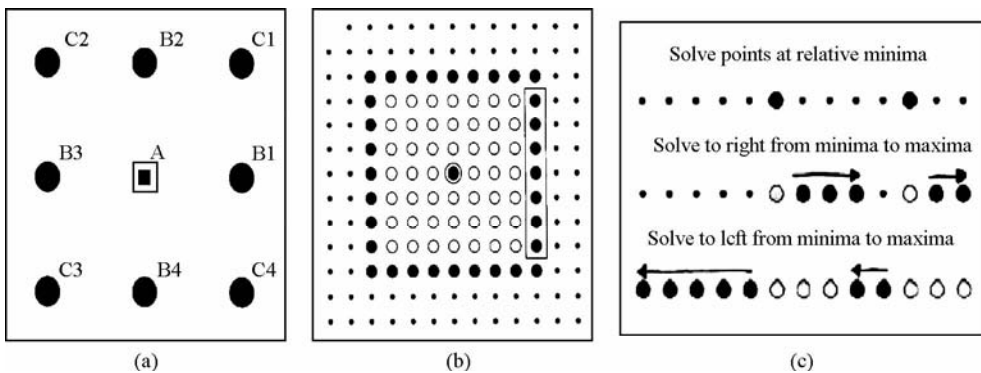 C2 B2 C1
B3 A B1
C3 B4 C4
(a)
(b)
Solve points at relative minima
Solve to right from minima to maxima
Solve to left from minima to maxima
(c)